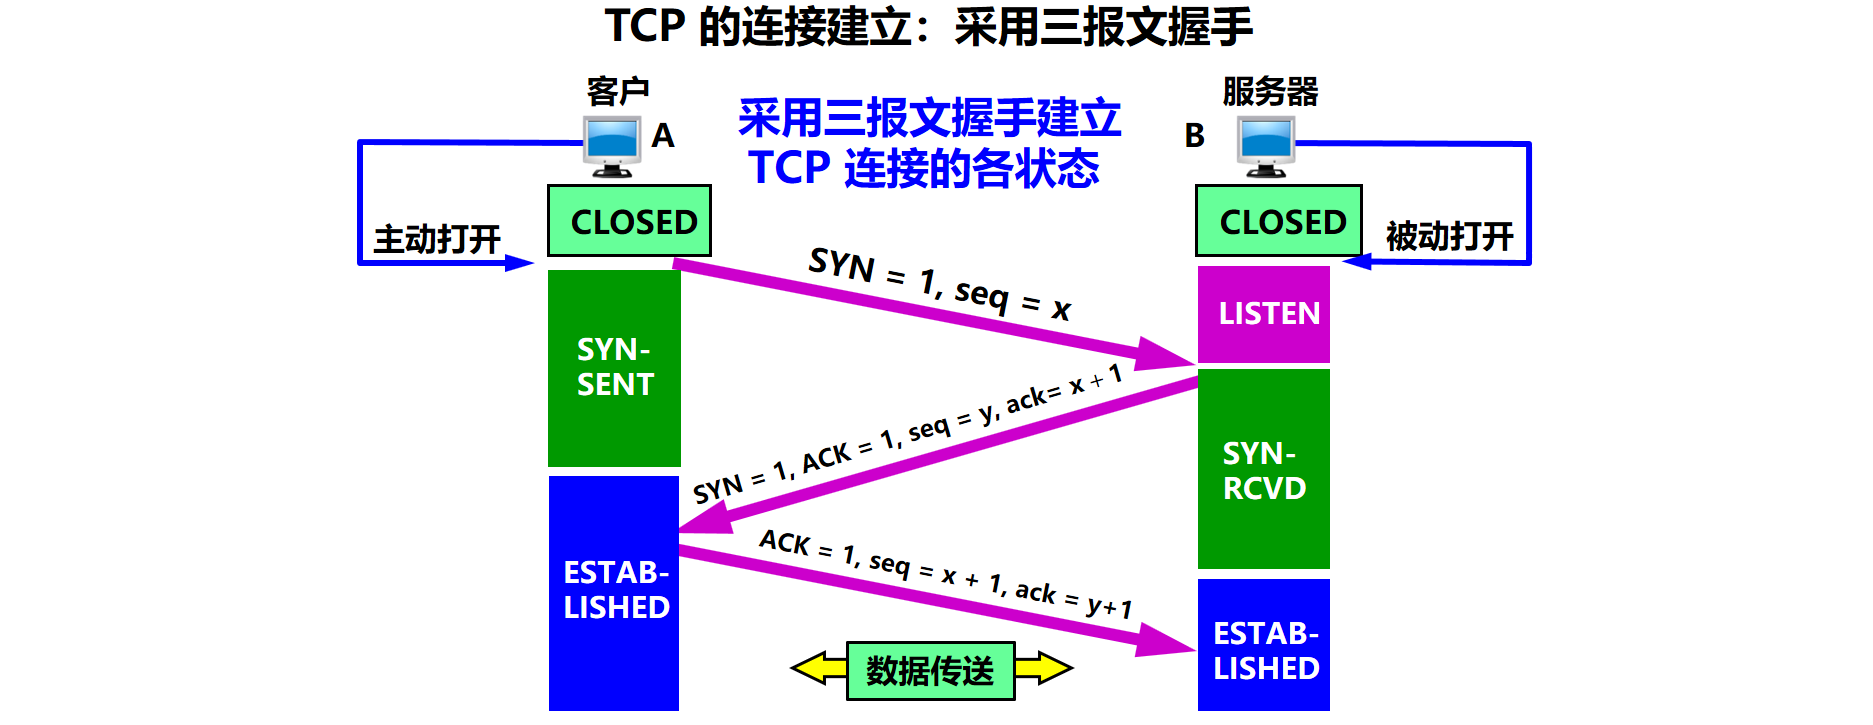 TCP 的连接建立：采用三报文握手
客户
服务器
A
采用三报文握手建立
TCP 连接的各状态
B
CLOSED
CLOSED
主动打开
被动打开
SYN = 1, seq = x
LISTEN
SYN-
SENT
SYN = 1, ACK = 1, seq = y, ack= x + 1
SYN-
RCVD
ACK = 1, seq = x + 1, ack = y+1
ESTAB-
LISHED
ESTAB-
LISHED
数据传送